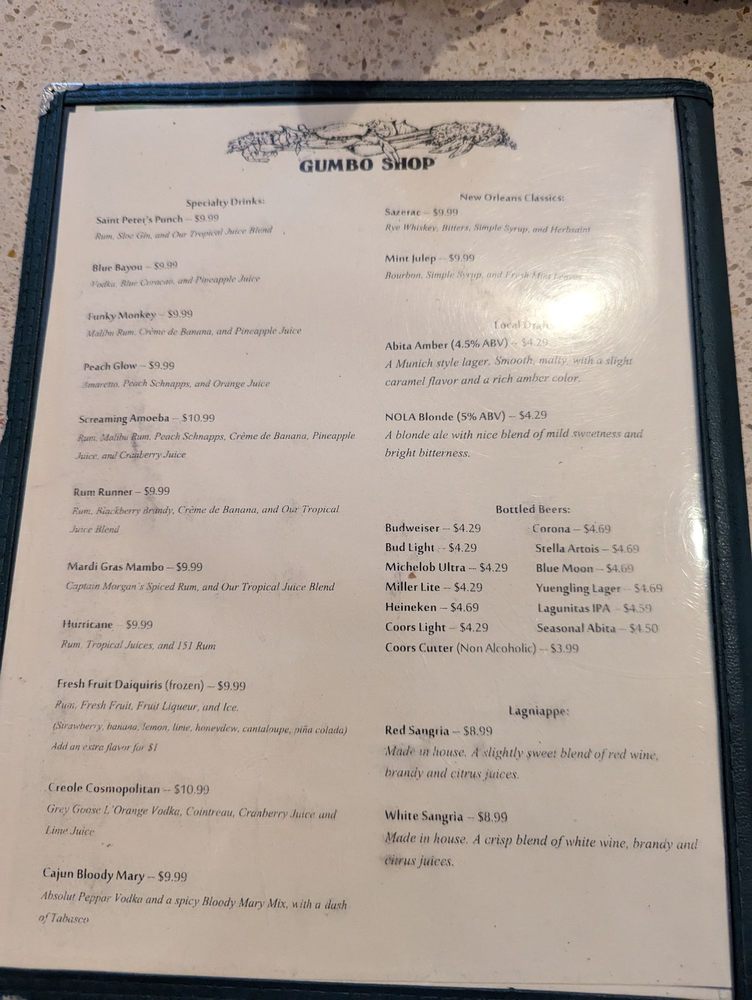 GUMBO SHOP
Specialty Drinks:
Saint Peter's Punch – $9.99
Rum, Sloe Gin, and Our Tropical Juice Blend
Blue Bayou – $9.99
Vodka, Blue Curacao, and Pineapple Juice
Funky Monkey – $9.99
Malibu Rum, Crème de Banana, and Pineapple Juice
Peach Glow – $9.99
Amaretto, Peach Schnapps, and Orange Juice
Screaming Amoeba – $10.99
Rum, Malibu Rum, Peach Schnapps, Crème de Banana, Pineapple
Juice, and Cranberry Juice
Rum Runner – $9.99
Rum, Blackberry Brandy, Crème de Banana, and Our Tropical
Juice Blend
Mardi Gras Mambo – $9.99
Captain Morgan's Spiced Rum, and Our Tropical Juice Blend
Hurricane – $9.99
Rum, Tropical Juices, and 151 Rum
Fresh Fruit Daiquiris (frozen) – $9.99
Rum, Fresh Fruit, Fruit Liqueur, and Ice.
(Strawberry, banana, lemon, lime, honeydew, cantaloupe, piña colada)
Add an extra flavor for $1
Creole Cosmopolitan -- $10.99
Grey Goose L'Orange Vodka, Cointreau, Cranberry Juice and
Lime Juice
Cajun Bloody Mary – $9.99
Absolut Peppar Vodka and a spicy Bloody Mary Mix, with a dash
of Tabasco
New Orleans Classics:
Sazerac – $9.99
Rye Whiskey, Bitters, Simple Syrup, and Herbsaint
Mint Julep – $9.99
Bourbon, Simple Syrup, and Fresh Mint Leaves
Local
Abita Amber (4.5% ABV) – $4.29
A Munich style lager. Smooth, malty, with a slight
caramel flavor and a rich amber color.
NOLA Blonde (5% ABV) – $4.29
A blonde ale with nice blend of mild sweetness and
bright bitterness.
Bottled Beers:
Budweiser – $4.29 Corona – $4.69
Bud Light – $4.29 Stella Artois – $4.69
Michelob Ultra – $4.29 Blue Moon – $4.69
Miller Lite – $4.29 Yuengling Lager – $4.69
Heineken – $4.69 Lagunitas IPA – $4.59
Coors Light – $4.29 Seasonal Abita – $4.50
Coors Cutter (Non Alcoholic) – $3.99
Lagniappe:
Red Sangria – $8.99
Made in house. A slightly sweet blend of red wine,
brandy and citrus juices.
White Sangria – $8.99
Made in house. A crisp blend of white wine, brandy and
citrus juices.